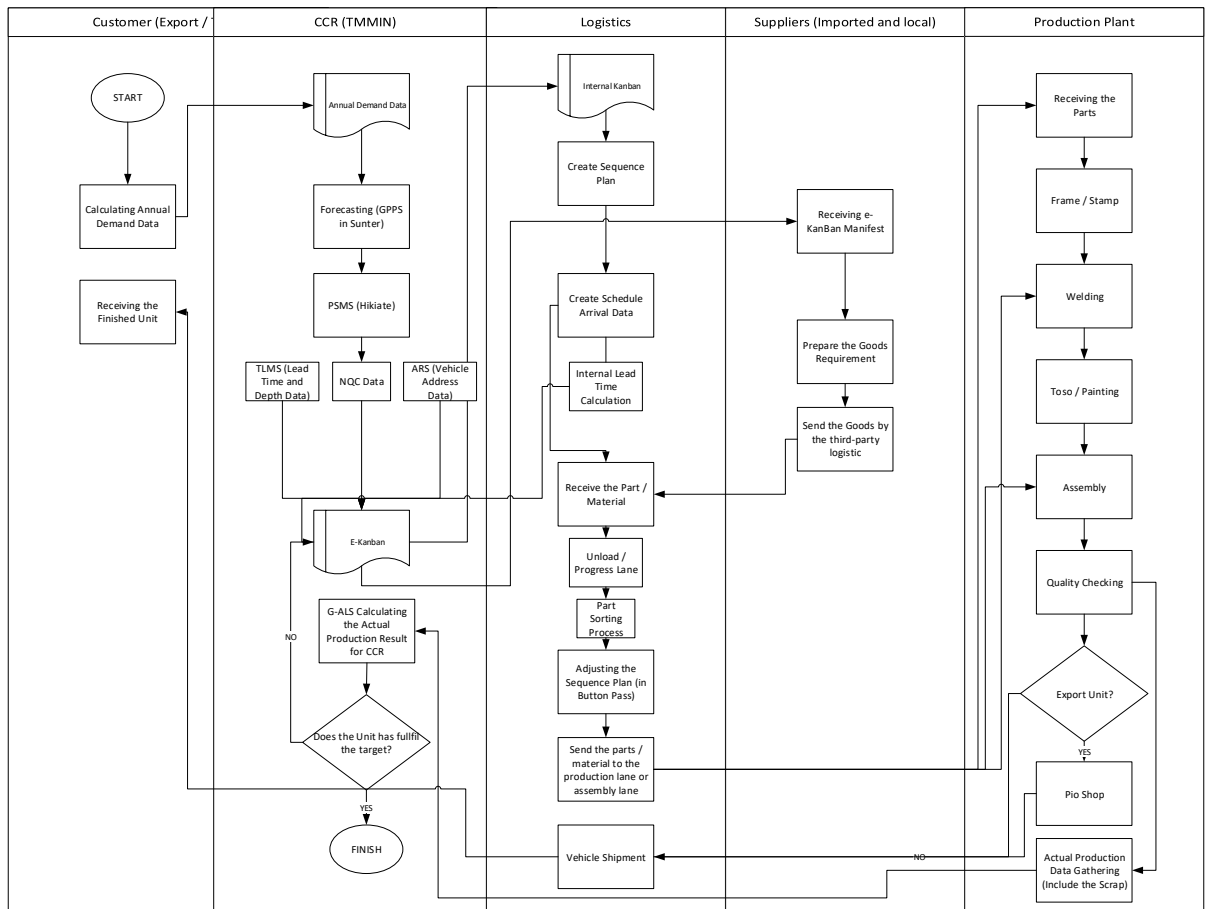 Customer (Export /
CCR (TMMIN)
Logistics
Suppliers (Imported and local)
Production Plant
START
Calculating Annual
Demand Data
Receiving the
Finished Unit
Annual Demand Data
Forecasting (GPPS
in Sunter)
PSMS (Hikiate)
TLMS (Lead
Time and
Depth Data)
NQC Data
ARS (Vehicle
Address
Data)
E-Kanban
G-ALS Calculating
the Actual
Production Result
for CCR
NO
Does the Unit has fullfil
the target?
YES
FINISH
Internal Kanban
Create Sequence
Plan
Create Schedule
Arrival Data
Internal Lead
Time
Calculation
Receive the Part /
Material
Unload /
Progress Lane
Part
Sorting
Process
Adjusting the
Sequence Plan (in
Button Pass)
Send the parts /
material to the
production lane or
assembly lane
Vehicle Shipment
Receiving e-
KanBan Manifest
Prepare the Goods
Requirement
Send the Goods by
the third-party
logistic
Receiving the
Parts
Frame / Stamp
Welding
Toso / Painting
Assembly
Quality Checking
Export Unit?
YES
Pio Shop
NO
Actual Production
Data Gathering
(Include the Scrap)